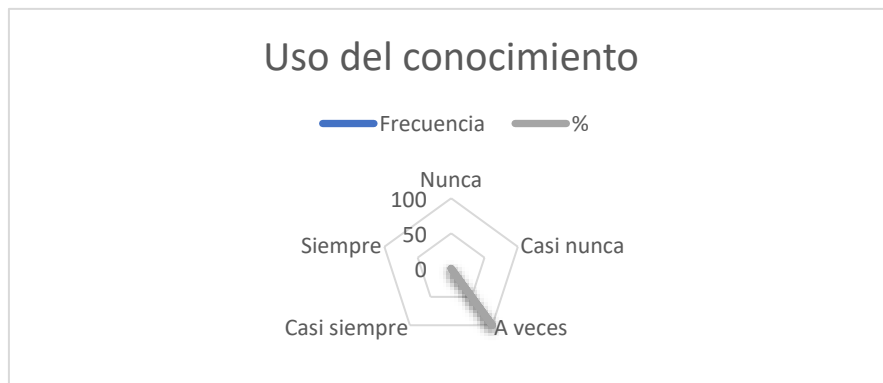 Uso del conocimiento
Frecuencia %
Nunca
100
50
Siempre Casi nunca
0
Casi siempre A veces